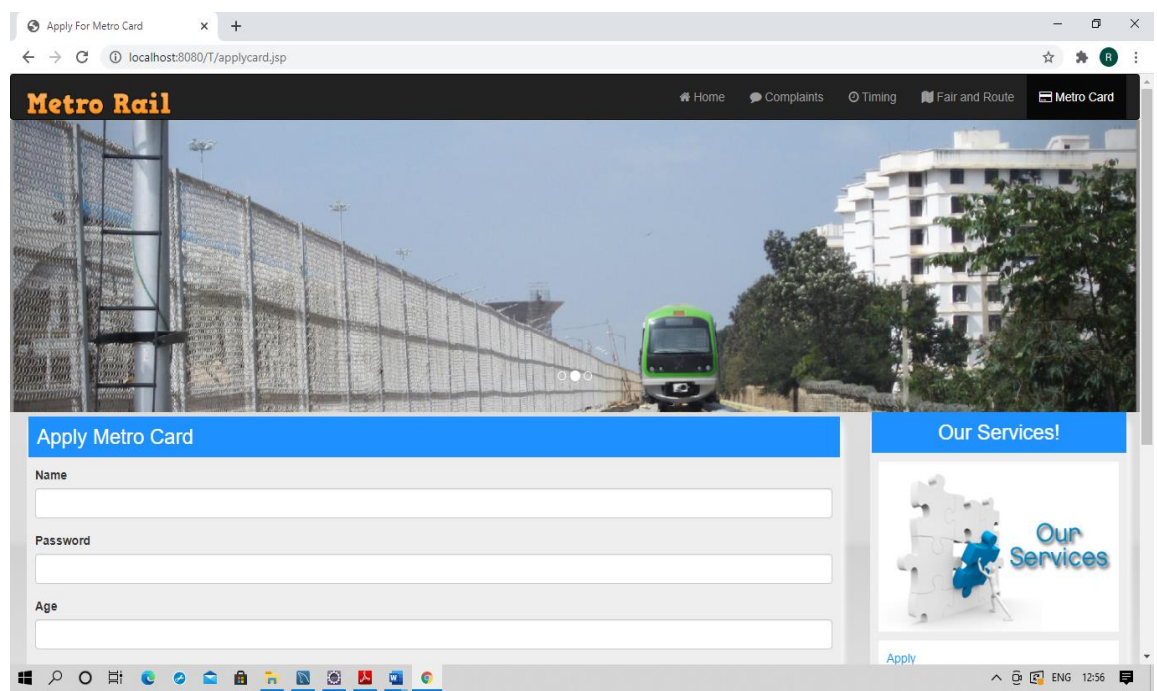 Apply For Metro Card
localhost:8080/T/applycard.jsp
R
Metro Rail
Home Complaints Timing Fair and Route Metro Card
Apply Metro Card
Name
Password
Age
Our Services!
Our
Services
Apply
ENG 12:56